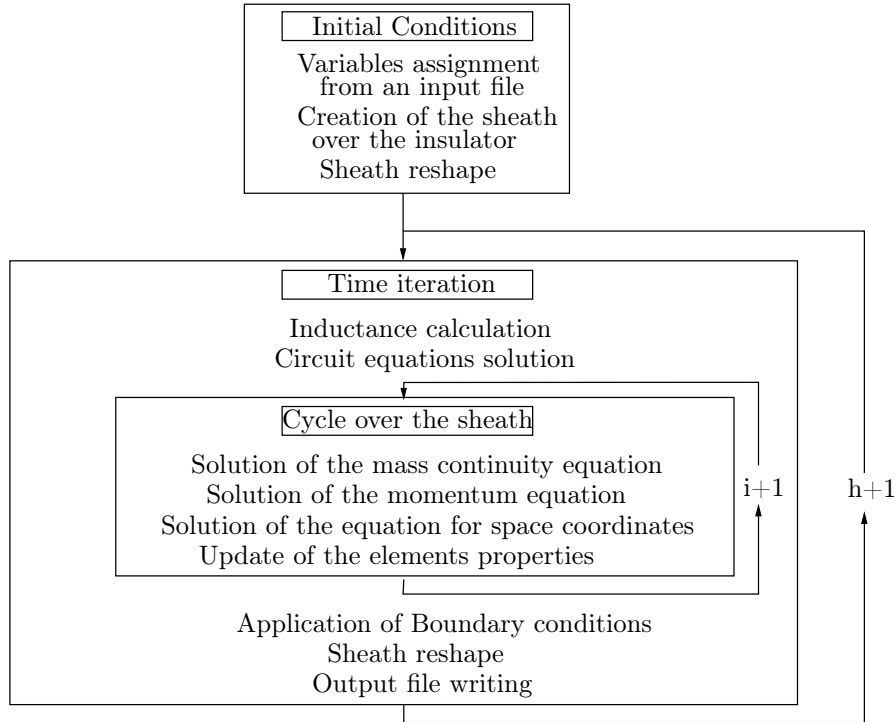 Initial Conditions
Variables assignment
from an input file
Creation of the sheath
over the insulator
Sheath reshape
Time iteration
Inductance calculation
Circuit equations solution
Cycle over the sheath
Solution of the mass continuity equation
Solution of the momentum equation
Solution of the equation for space coordinates
Update of the elements properties
i+1
h+1
Application of Boundary conditions
Sheath reshape
Output file writing